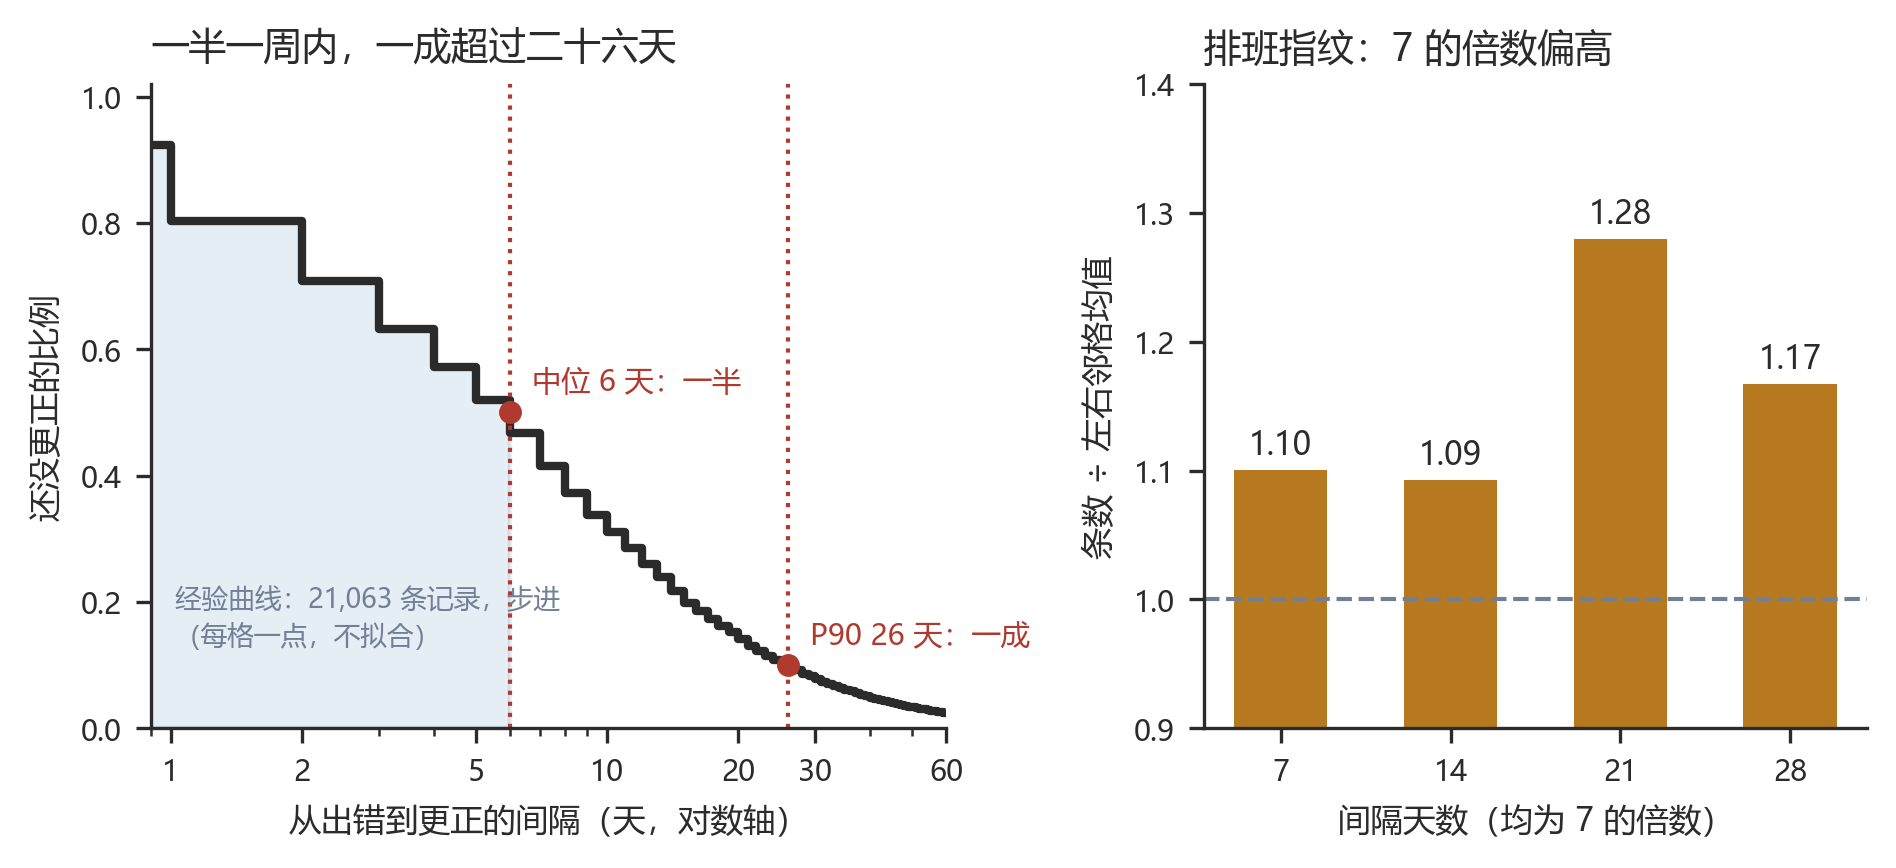 一半一周内，一成超过二十六天
还没更正的比例
1.0
0.8
0.6
0.4
0.2
0.0
中位 6 天：一半
P90 26 天：一成
经验曲线：21,063 条记录，步进
（每格一点，不拟合）
1 2 5 10 20 30 60
从出错到更正的间隔（天，对数轴）
排班指纹：7 的倍数偏高
条数 ÷ 左右邻格均值
1.4
1.3
1.2
1.1
1.0
0.9
1.10
1.09
1.28
1.17
7 14 21 28
间隔天数（均为 7 的倍数）